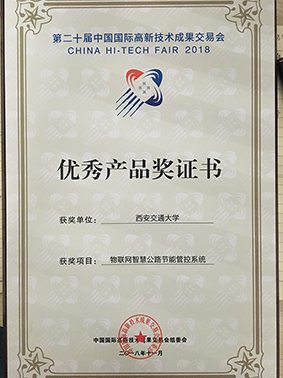 第二十届中国国际高新技术成果交易会
CHINA HI-TECH FAIR 2018
优秀产品奖证书
获奖单位： 西安交通大学
获奖项目： 物联网智慧公路节能管控系统
中国国际高新技术成果交易会组委会
二〇一八年十一月